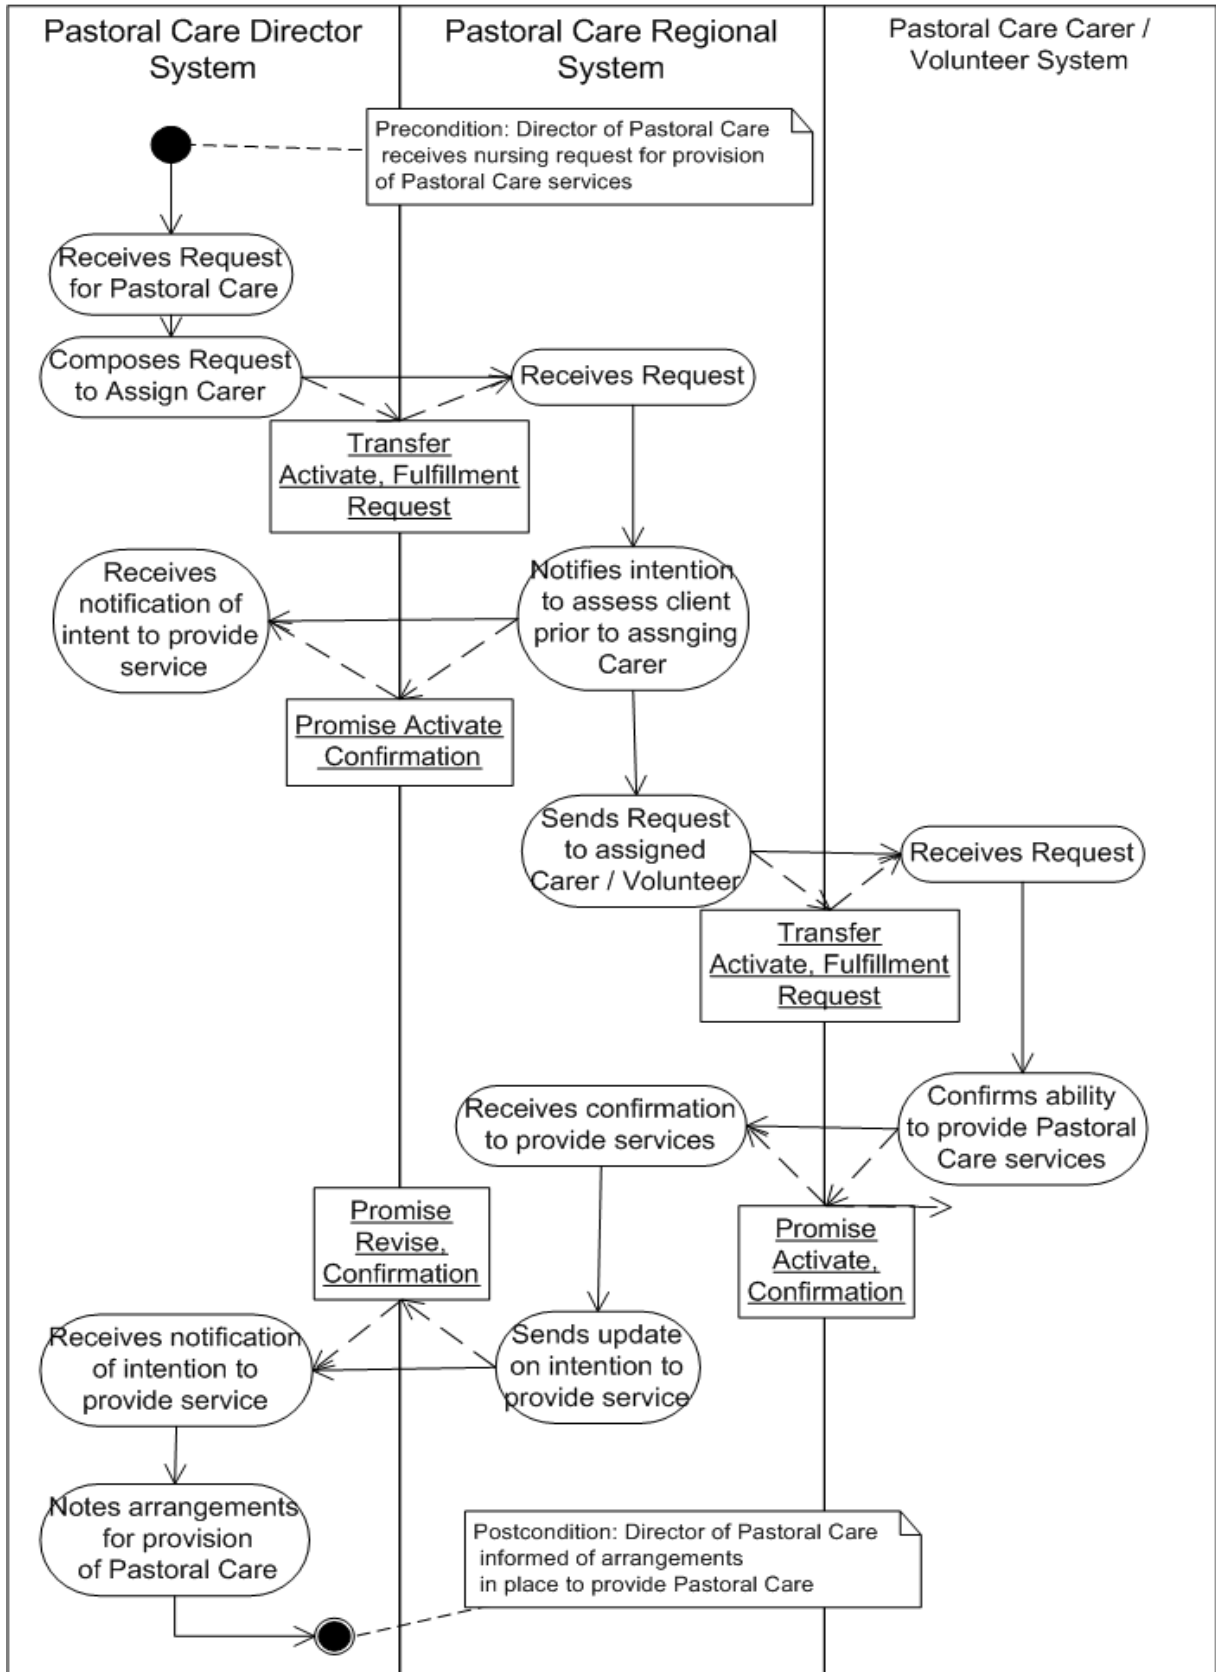 Pastoral Care Director
System
Pastoral Care Regional
System
Pastoral Care Carer /
Volunteer System
Precondition: Director of Pastoral Care
receives nursing request for provision
of Pastoral Care services
Receives Request
for Pastoral Care
Composes Request
to Assign Carer
Receives Request
Transfer
Activate, Fulfillment
Request
Receives
notification of
intent to provide
service
Notifies intention
to assess client
prior to assnging
Carer
Promise Activate
Confirmation
Sends Request
to assigned
Carer / Volunteer
Receives Request
Transfer
Activate, Fulfillment
Request
Confirms ability
to provide Pastoral
Care services
Receives confirmation
to provide services
Promise
Activate,
Confirmation
Promise
Revise,
Confirmation
Sends update
on intention to
provide service
Receives notification
of intention to
provide service
Notes arrangements
for provision
of Pastoral Care
Postcondition: Director of Pastoral Care
informed of arrangements
in place to provide Pastoral Care